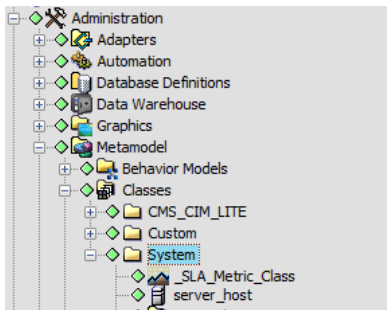 Administration
Adapters
Automation
Database Definitions
Data Warehouse
Graphics
Metamodel
Behavior Models
Classes
CMS_CIM_LITE
Custom
System
_SLA_Metric_Class
server_host